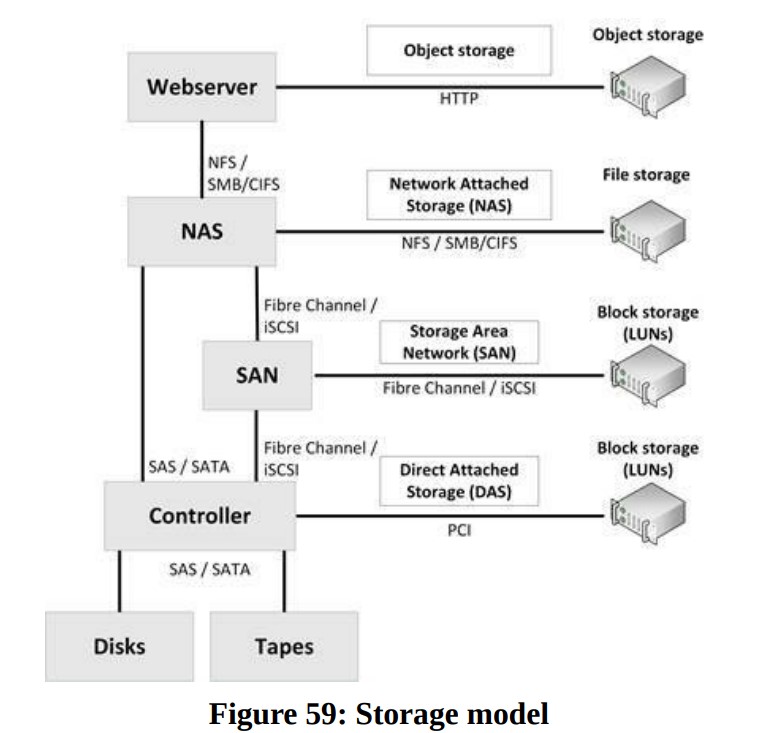 Object storage
Object storage
Webserver
HTTP
NFS /
SMB/CIFS
File storage
Network Attached
Storage (NAS)
NAS
NFS / SMB/CIFS
Fibre Channel /
iSCSI
Block storage
(LUNs)
Storage Area
Network (SAN)
SAN
Fibre Channel / iSCSI
Fibre Channel /
iSCSI
SAS / SATA
Block storage
(LUNs)
Direct Attached
Storage (DAS)
Controller
PCI
SAS / SATA
Disks
Tapes
Figure 59: Storage model